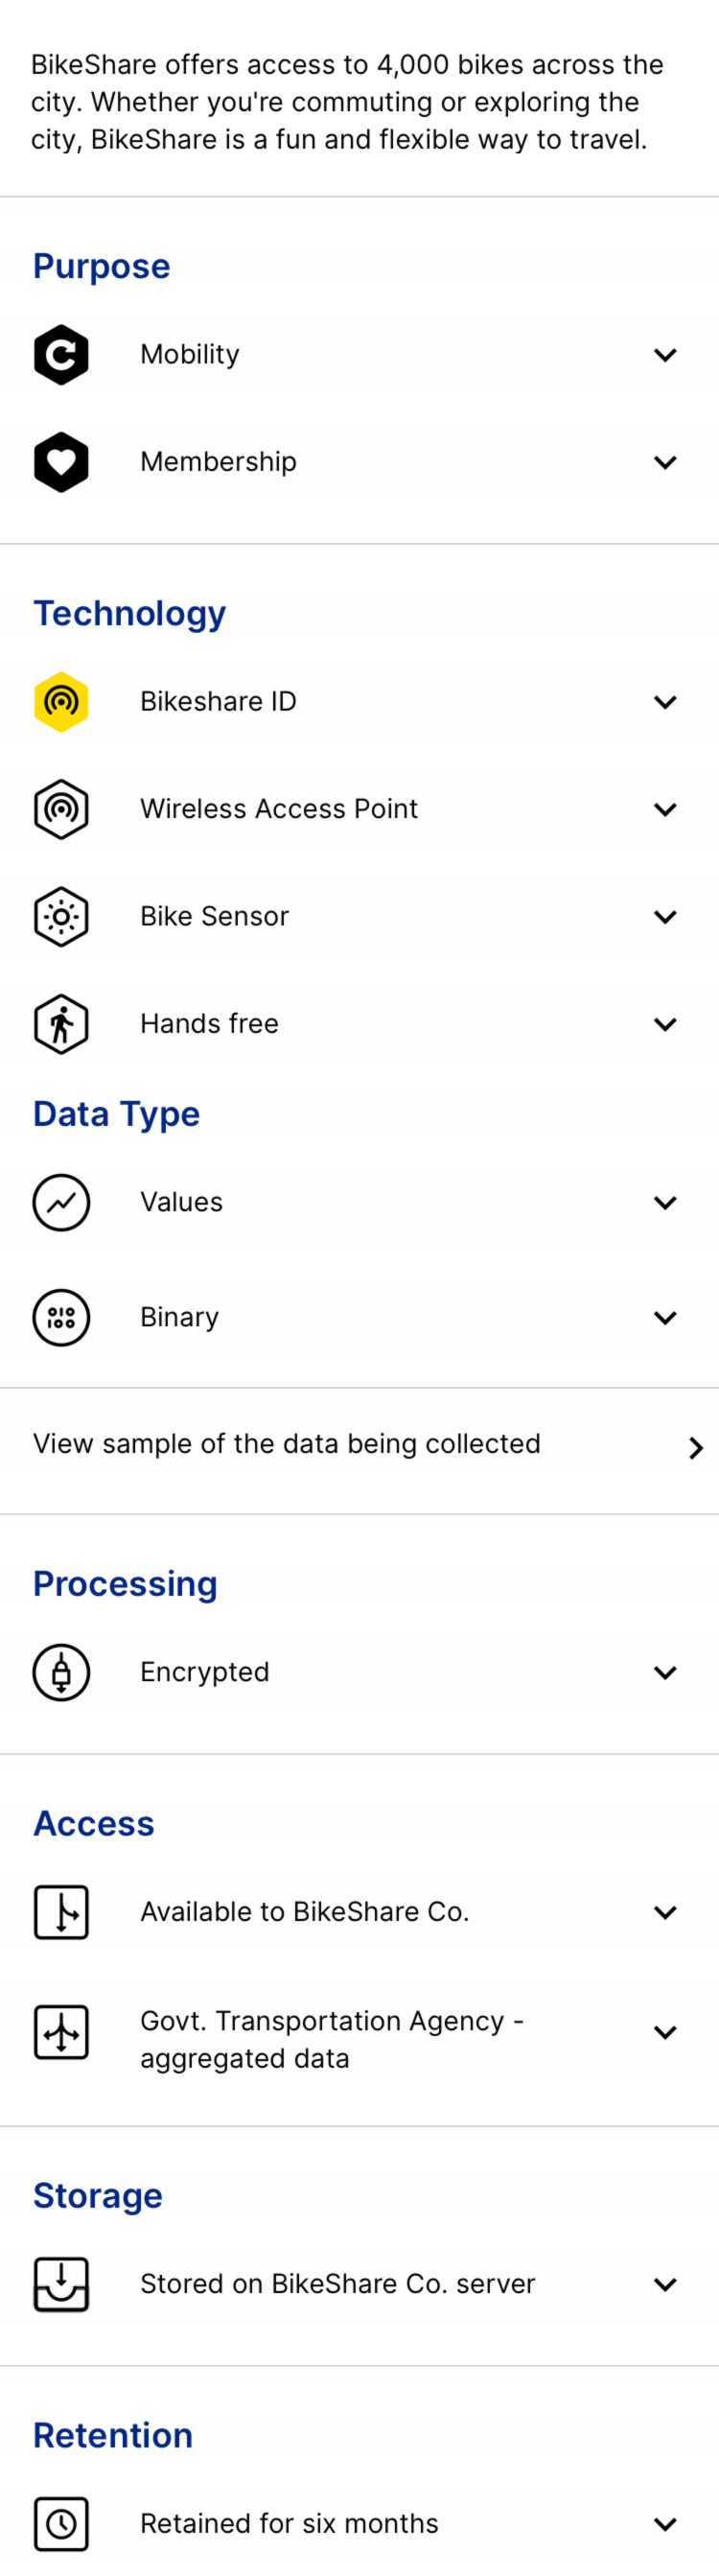 BikeShare offers access to 4,000 bikes across the
city. Whether you're commuting or exploring the
city, BikeShare is a fun and flexible way to travel.
Purpose
Mobility
Membership
Technology
Bikeshare ID
Wireless Access Point
Bike Sensor
Hands free
Data Type
Values
Binary
View sample of the data being collected
Processing
Encrypted
Access
Available to BikeShare Co.
Govt. Transportation Agency -
aggregated data
Storage
Stored on BikeShare Co. server
Retention
Retained for six months